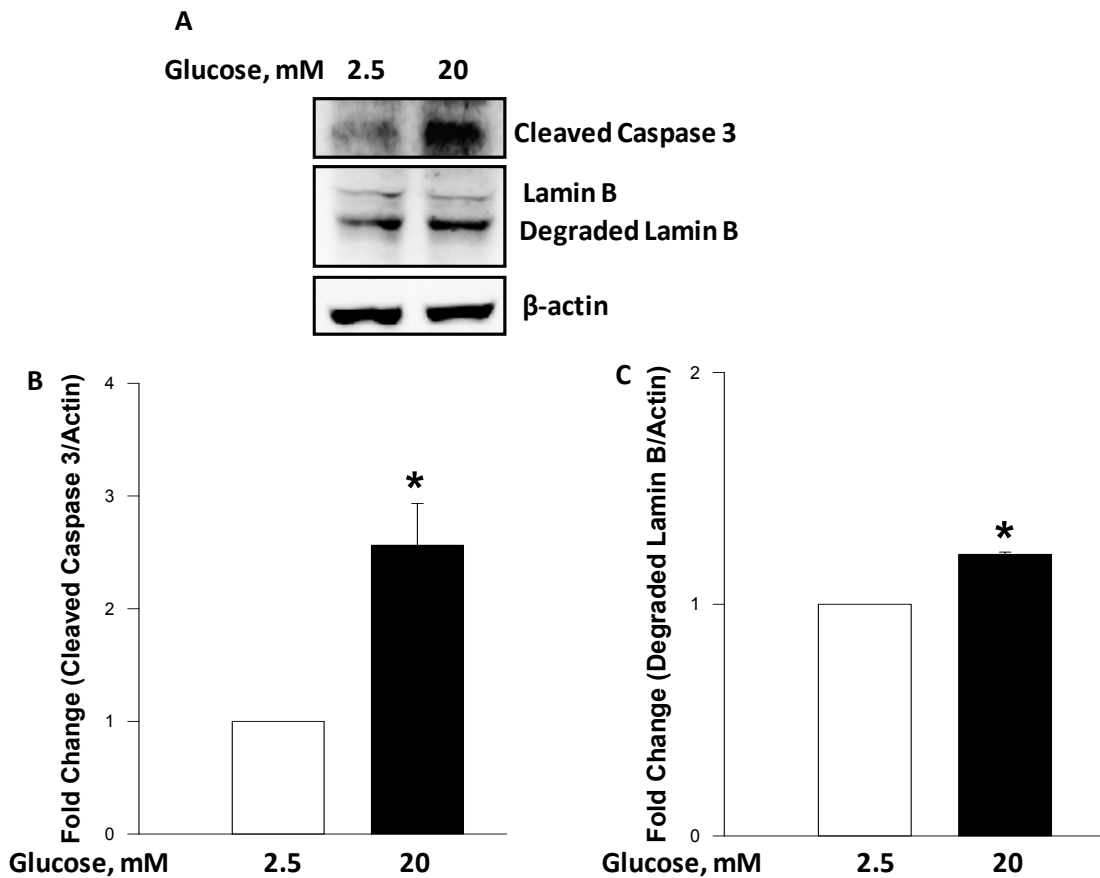 A
Glucose, mM 2.5 20
Cleaved Caspase 3
Lamin B
Degraded Lamin B
β-actin
B
Fold Change (Cleaved Caspase 3/Actin)
4
3
2
1
0
*
Glucose, mM 2.5 20
C
Fold Change (Degraded Lamin B/Actin)
2
1
0
*
Glucose, mM 2.5 20